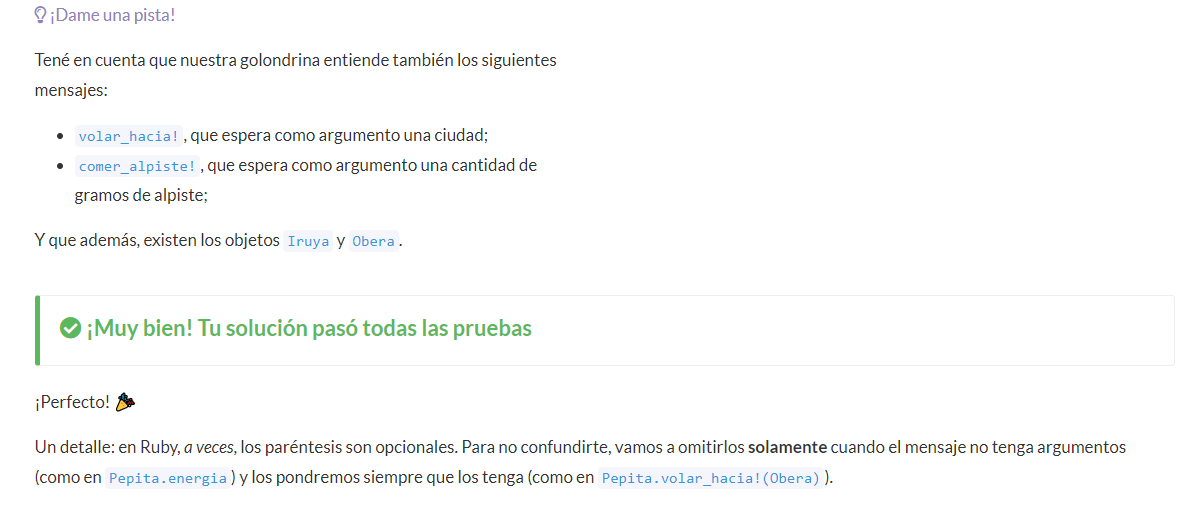 ¡Dame una pista!
Tené en cuenta que nuestra golondrina entiende también los siguientes
mensajes:
• volar_hacia! , que espera como argumento una ciudad;
• comer_alpiste! , que espera como argumento una cantidad de
gramos de alpiste;
Y que además, existen los objetos Iruya y Obera .
¡Muy bien! Tu solución pasó todas las pruebas
¡Perfecto! 🎉
Un detalle: en Ruby, a veces, los paréntesis son opcionales. Para no confundirte, vamos a omitirlos solamente cuando el mensaje no tenga argumentos
(como en Pepita.energia ) y los pondremos siempre que los tenga (como en Pepita.volar_hacia!(Obera) ).